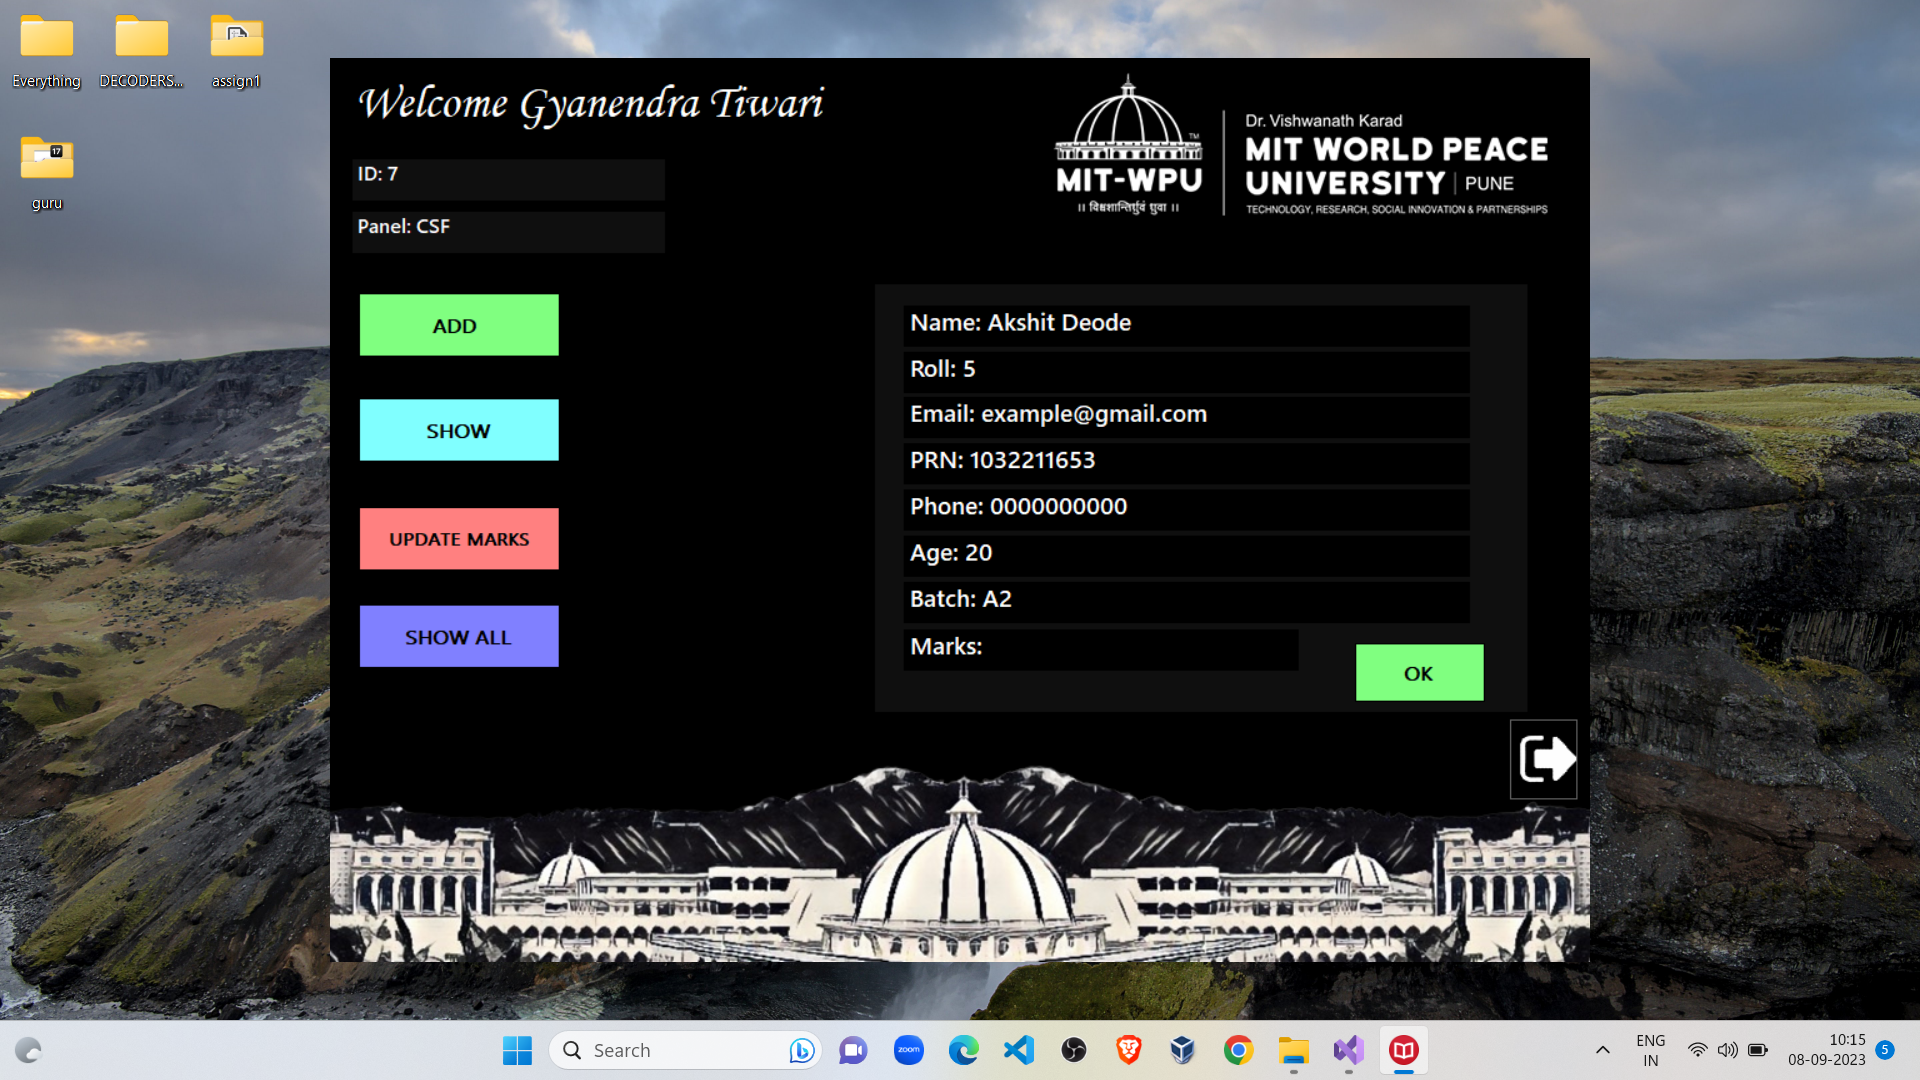 Everything
DECODERS...
assign1
17
guru
Welcome Gyanendra Tiwari
ID: 7
Panel: CSF
TM
MIT-WPU
Dr. Vishwanath Karad
MIT WORLD PEACE
UNIVERSITY | PUNE
TECHNOLOGY, RESEARCH, SOCIAL INNOVATION & PARTNERSHIPS
ADD
SHOW
UPDATE MARKS
SHOW ALL
Name: Akshit Deode
Roll: 5
Email: example@gmail.com
PRN: 1032211653
Phone: 0000000000
Age: 20
Batch: A2
Marks:
OK
Search
zoom
ENG
IN
10:15
08-09-2023
5